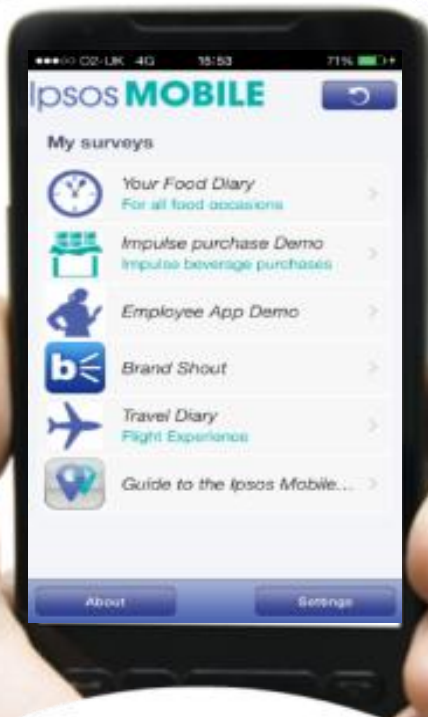 O2-UK 4G 16:53 71%
Ipsos MOBILE
My surveys
Your Food Diary
For all food occasions
Impulse purchase Demo
Impulse beverage purchases
Employee App Demo
b
Brand Shout
Travel Diary
Flight Experience
Guide to the Ipsos Mobile...
About
Settings